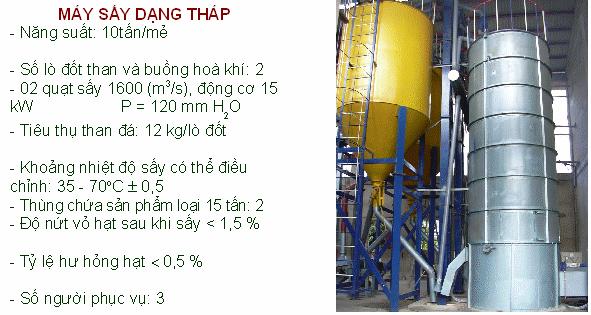 MÁY SẤY DẠNG THÁP
- Năng suất: 10tấn/mẻ
- Số lò đốt than và buồng hoà khí: 2
- 02 quạt sấy 1600 (m³/s), động cơ 15
kW P = 120 mm H₂O
- Tiêu thụ than đá: 12 kg/lò đốt
- Khoảng nhiệt độ sấy có thể điều
chỉnh: 35 - 70ºC ± 0,5
- Thùng chứa sản phẩm loại 15 tấn: 2
- Độ nứt vỏ hạt sau khi sấy < 1,5 %
- Tỷ lệ hư hỏng hạt < 0,5 %
- Số người phục vụ: 3